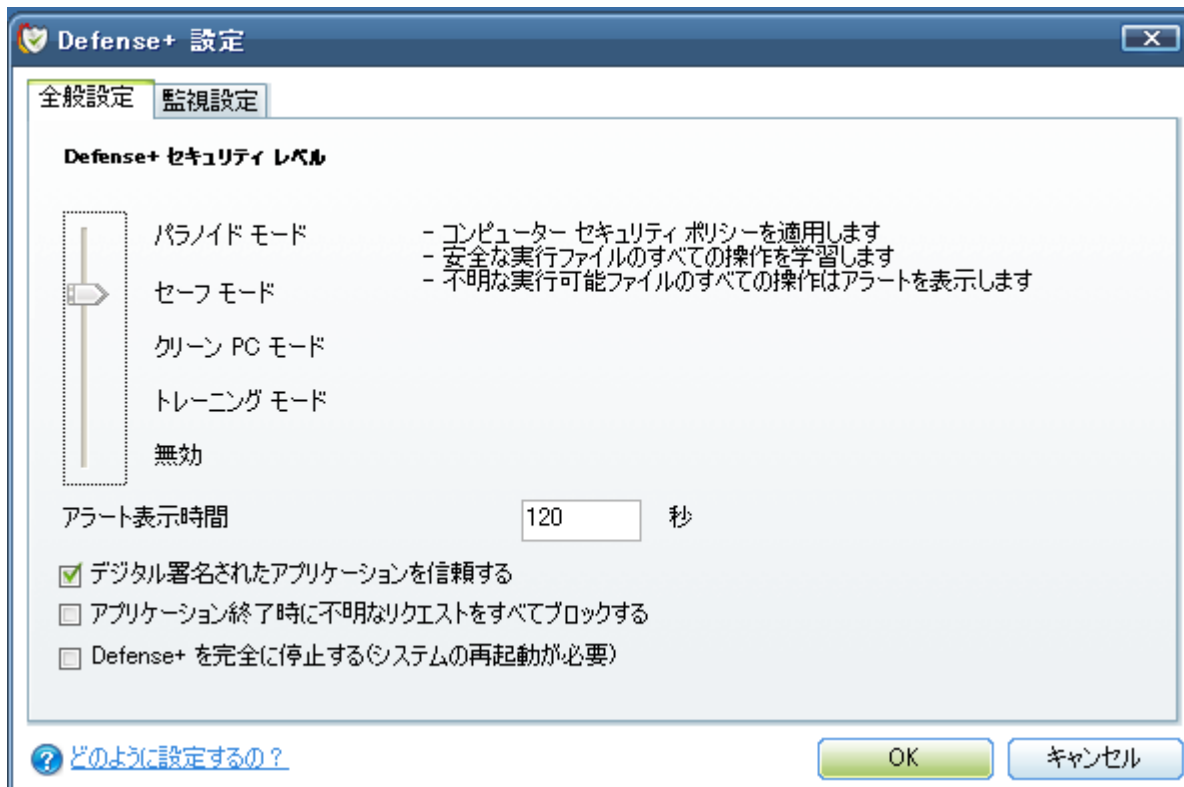 Defense+ 設定
全般設定 監視設定
Defense+ セキュリティ レベル
パラノイド モード
- コンピューター セキュリティ ポリシーを適用します
- 安全な実行ファイルのすべての操作を学習します
- 不明な実行可能ファイルのすべての操作はアラートを表示します
セーフ モード
クリーン PC モード
トレーニング モード
無効
アラート表示時間 120 秒
デジタル署名されたアプリケーションを信頼する
アプリケーション終了時に不明なリクエストをすべてブロックする
Defense+ を完全に停止する(システムの再起動が必要)
どのように設定するの?
OK キャンセル